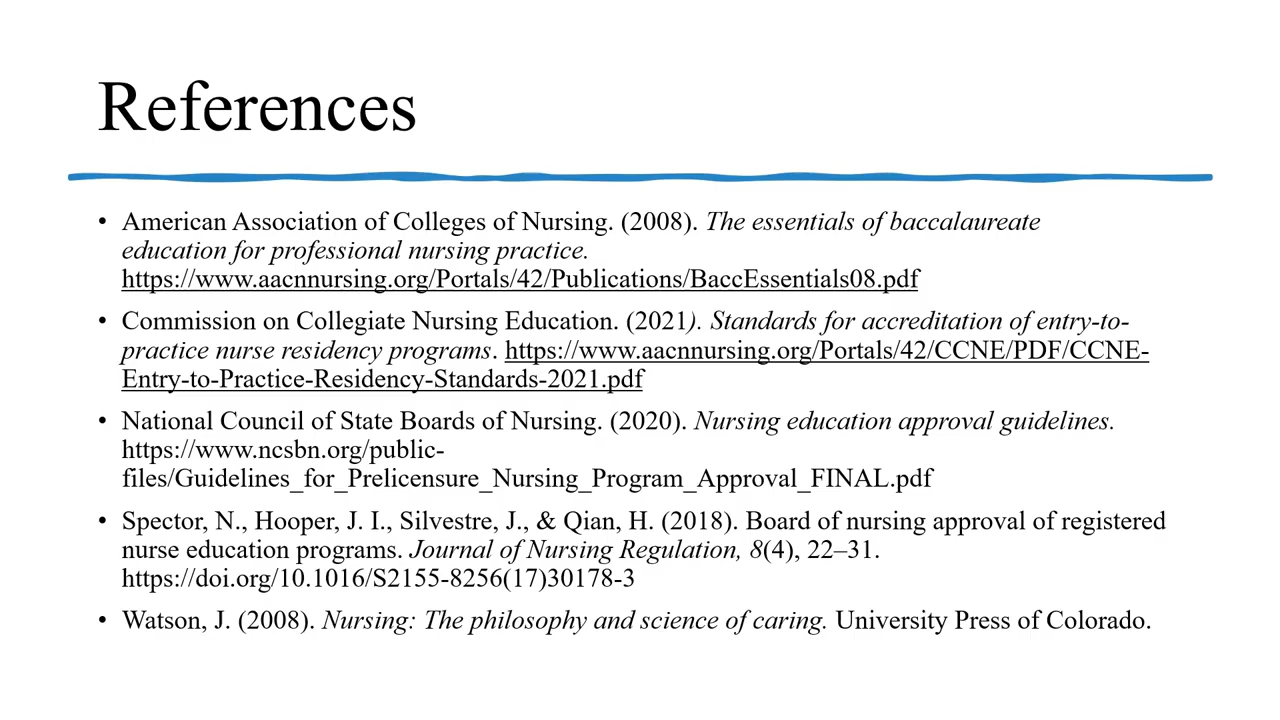 References
• American Association of Colleges of Nursing. (2008). The essentials of baccalaureate
education for professional nursing practice.
https://www.aacnnursing.org/Portals/42/Publications/BaccEssentials08.pdf
• Commission on Collegiate Nursing Education. (2021). Standards for accreditation of entry-to-
practice nurse residency programs. https://www.aacnnursing.org/Portals/42/CCNE/PDF/CCNE-
Entry-to-Practice-Residency-Standards-2021.pdf
• National Council of State Boards of Nursing. (2020). Nursing education approval guidelines.
https://www.ncsbn.org/public-
files/Guidelines_for_Prelicensure_Nursing_Program_Approval_FINAL.pdf
• Spector, N., Hooper, J. I., Silvestre, J., & Qian, H. (2018). Board of nursing approval of registered
nurse education programs. Journal of Nursing Regulation, 8(4), 22–31.
https://doi.org/10.1016/S2155-8256(17)30178-3
• Watson, J. (2008). Nursing: The philosophy and science of caring. University Press of Colorado.